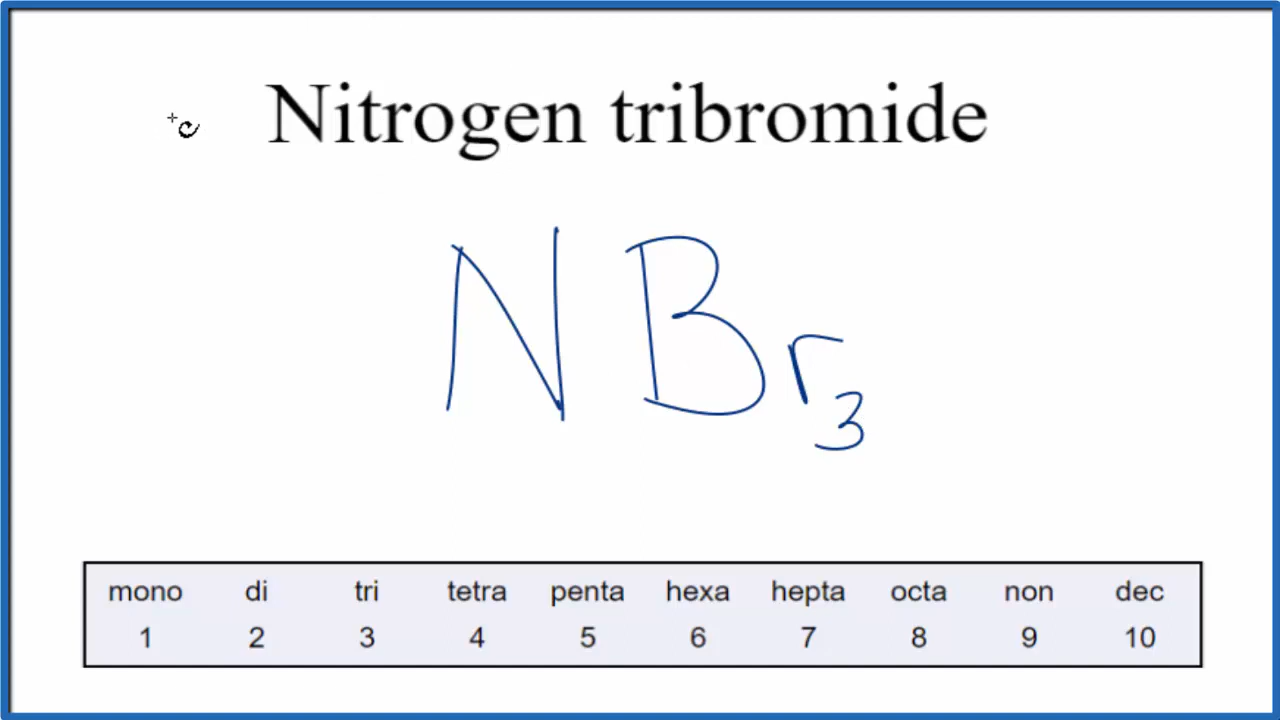 Nitrogen tribromide
NBr3
mono di tri tetra penta hexa hepta octa non dec
1 2 3 4 5 6 7 8 9 10